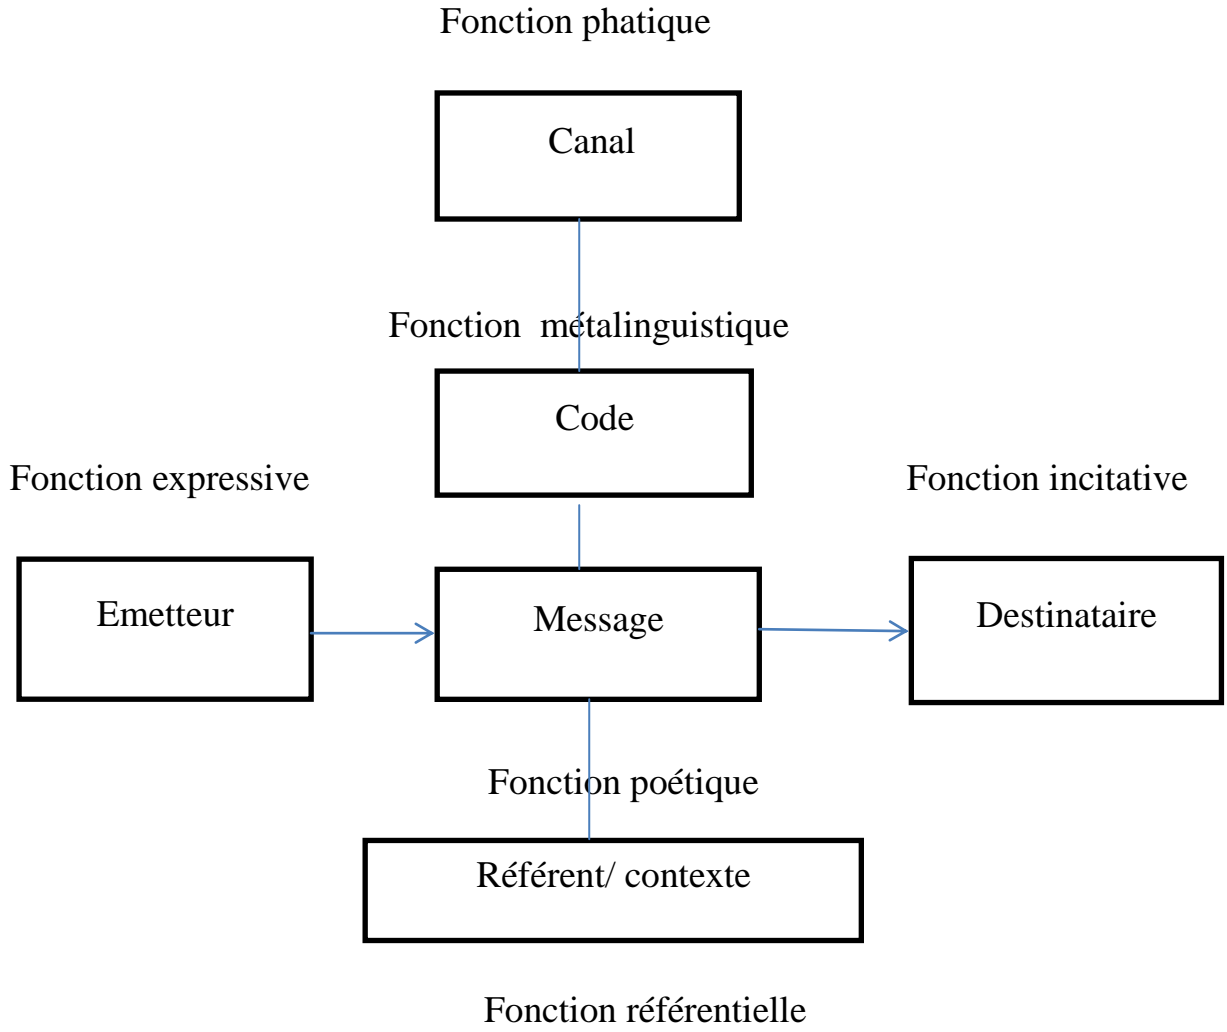 Fonction phatique
Canal
Fonction  métalinguistique
Code
Fonction expressive
Fonction incitative
Emetteur
Message
Destinataire
Fonction poétique
Référent/ contexte
Fonction référentielle